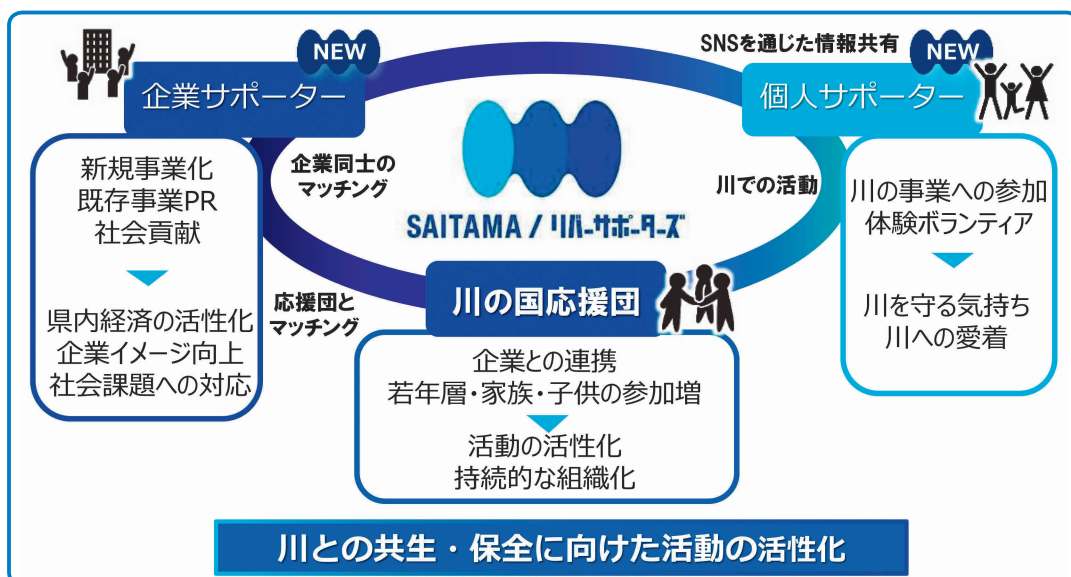 NEW
企業サポーター
新規事業化
既存事業PR
社会貢献
県内経済の活性化
企業イメージ向上
社会課題への対応
企業同士の
マッチング
応援団と
マッチング
SAITAMA / リバーサポーターズ
SNSを通じた情報共有
NEW
個人サポーター
川での活動
川の事業への参加
体験ボランティア
川を守る気持ち
川への愛着
川の国応援団
企業との連携
若年層・家族・子供の参加増
活動の活性化
持続的な組織化
川との共生・保全に向けた活動の活性化